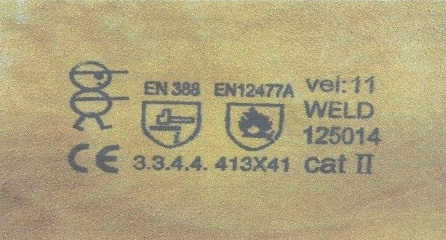 EN 388 EN12477A vel: 11
WELD
125014
CE 3.3.4.4. 413X41 cat II